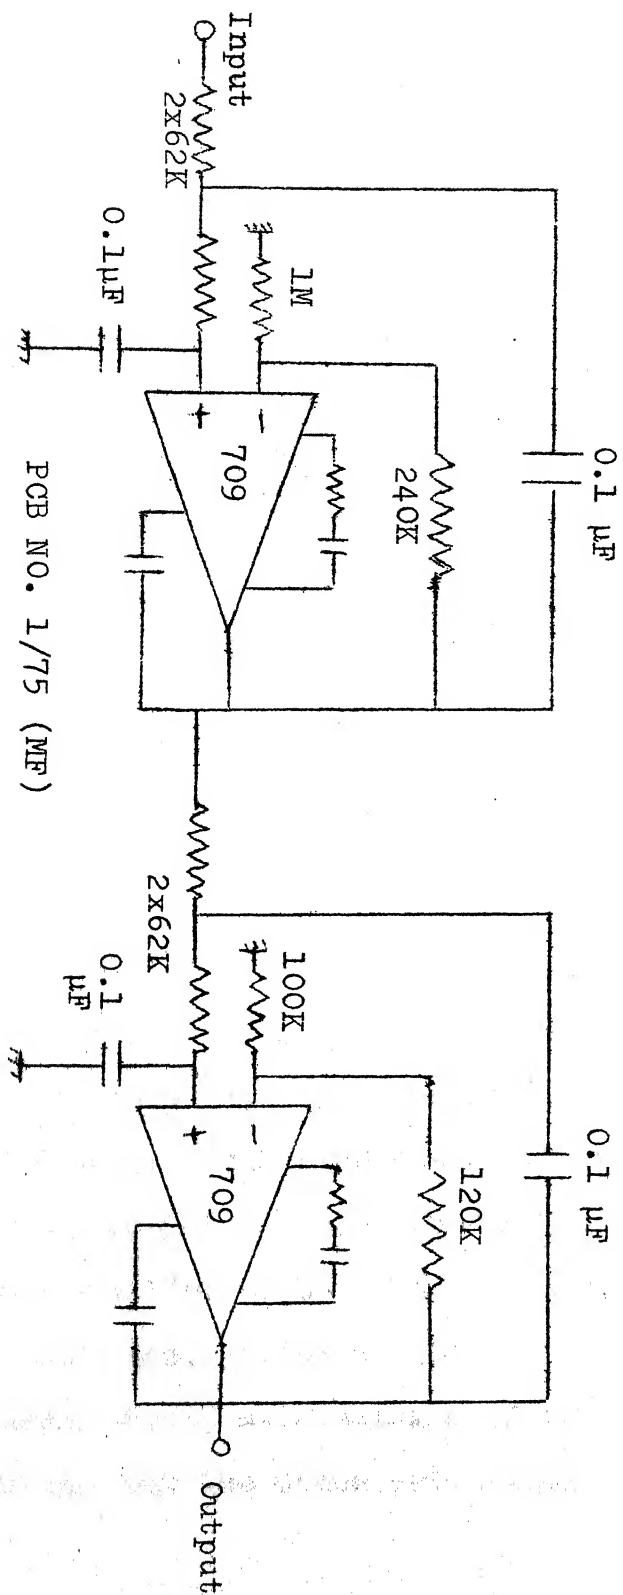 Input
2x62K
0.1µF
1M
+
−
709
240K
0.1 µF
PCB NO. 1/75 (MF)
2x62K
0.1
µF
100K
+
−
709
120K
0.1 µF
Output